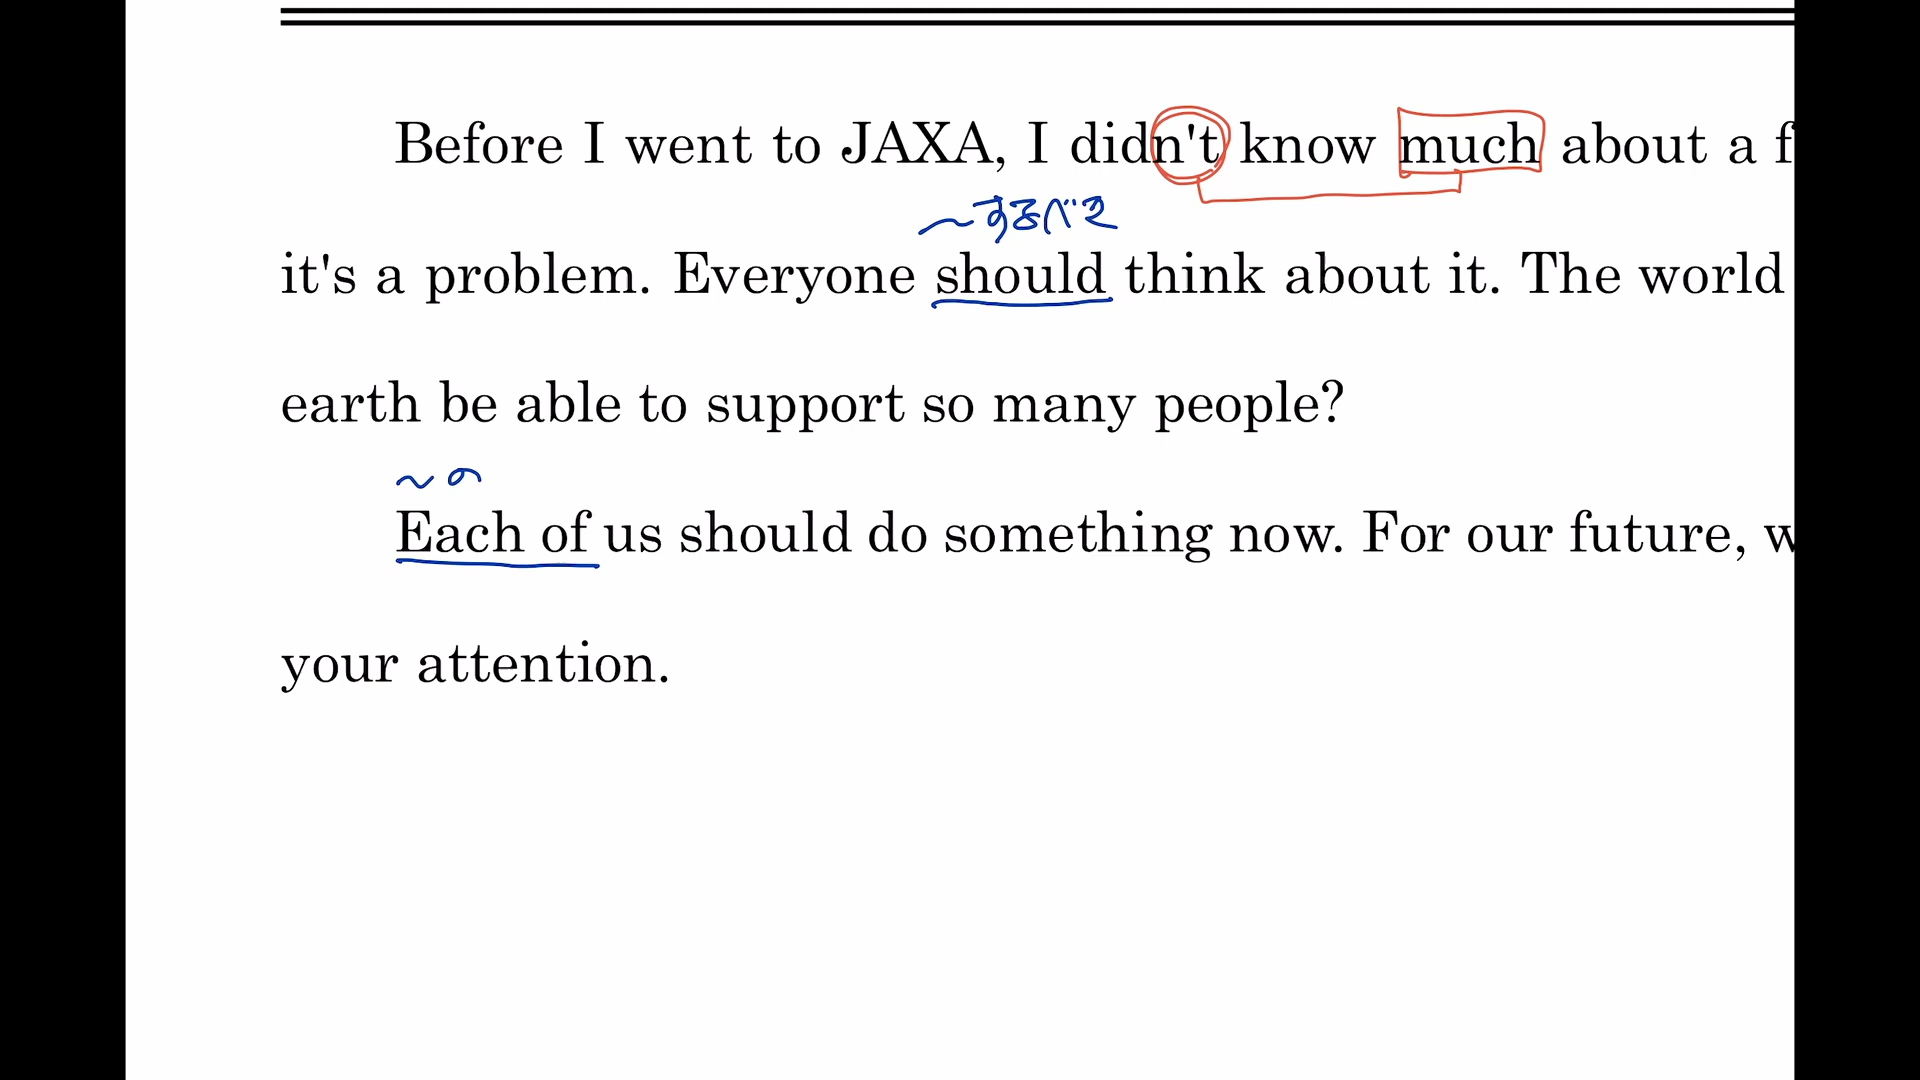 Before I went to JAXA, I didn't know much about a f
～するべき
it's a problem. Everyone should think about it. The world
earth be able to support so many people?
～の
Each of us should do something now. For our future, w
your attention.